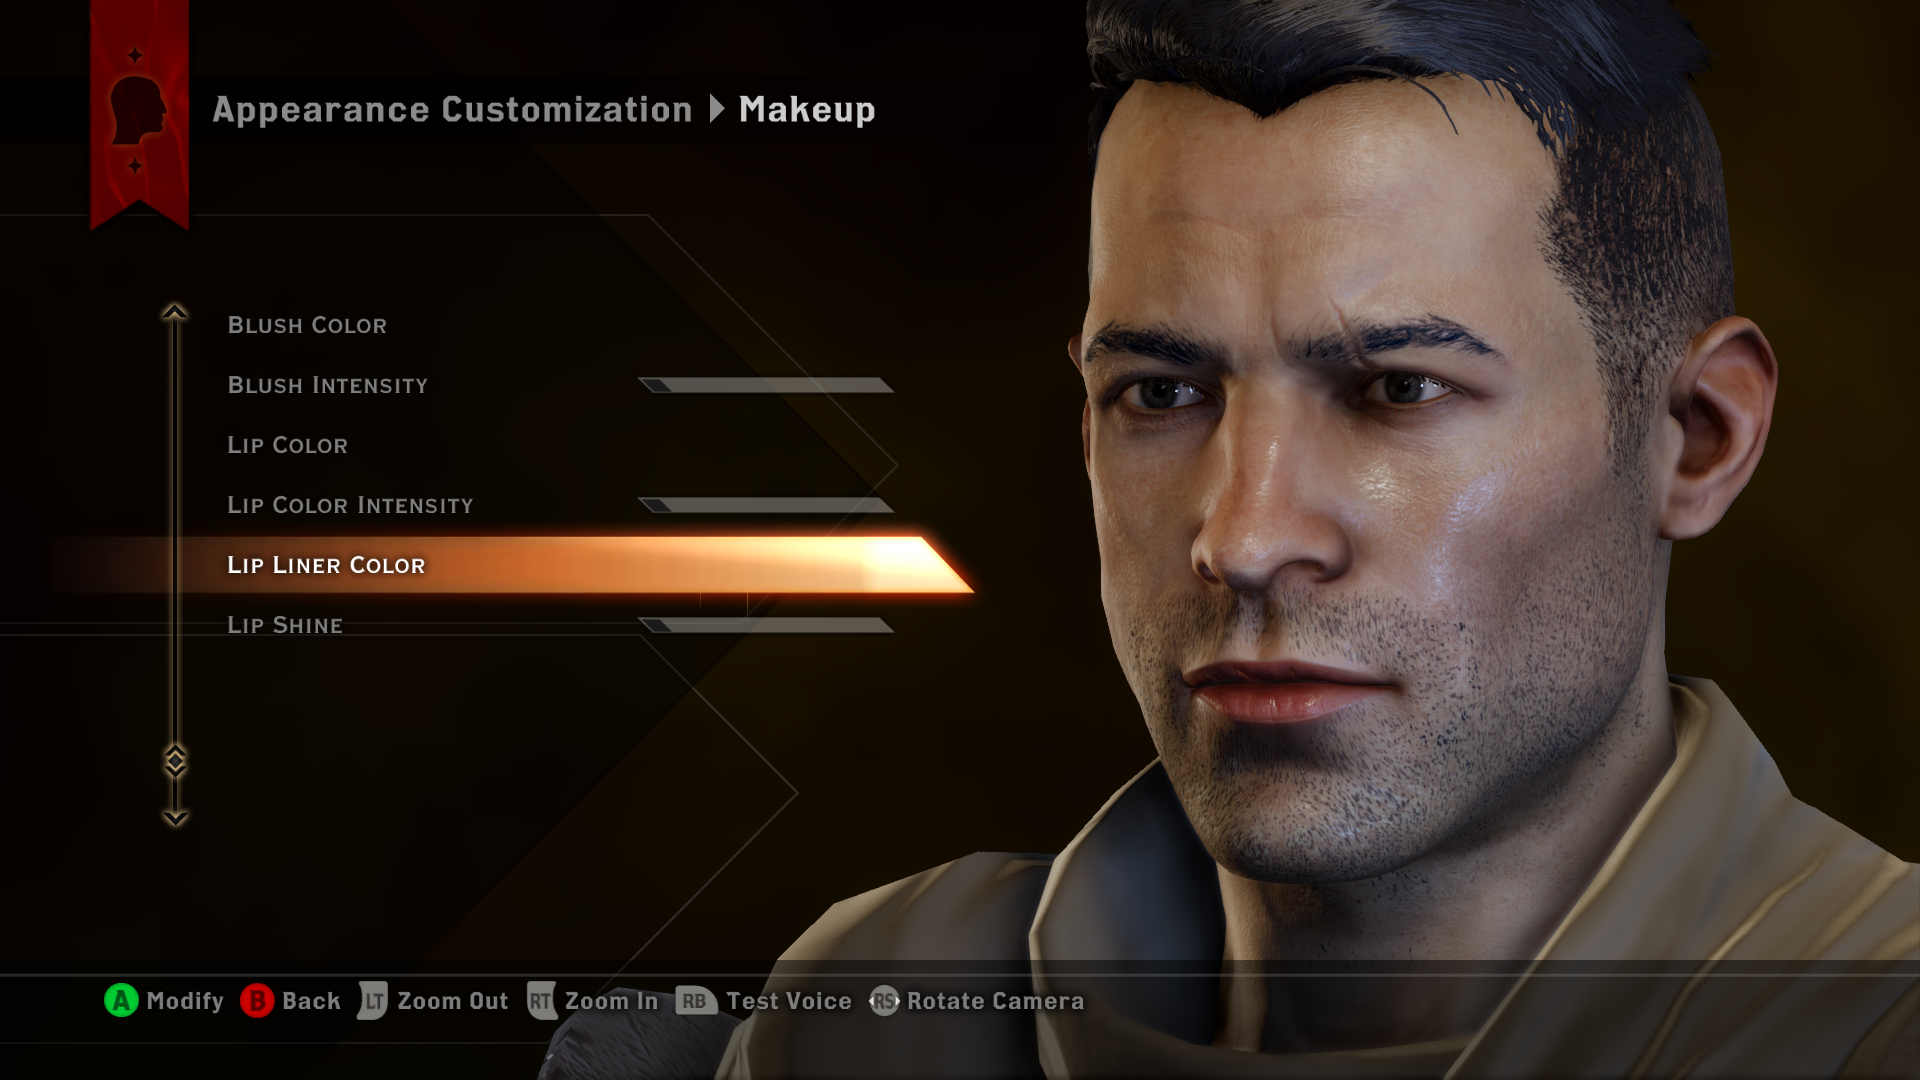 Appearance Customization ▶ Makeup
Blush Color
Blush Intensity
Lip Color
Lip Color Intensity
Lip Liner Color
Lip Shine
A Modify B Back LT Zoom Out RT Zoom In RB Test Voice RS Rotate Camera